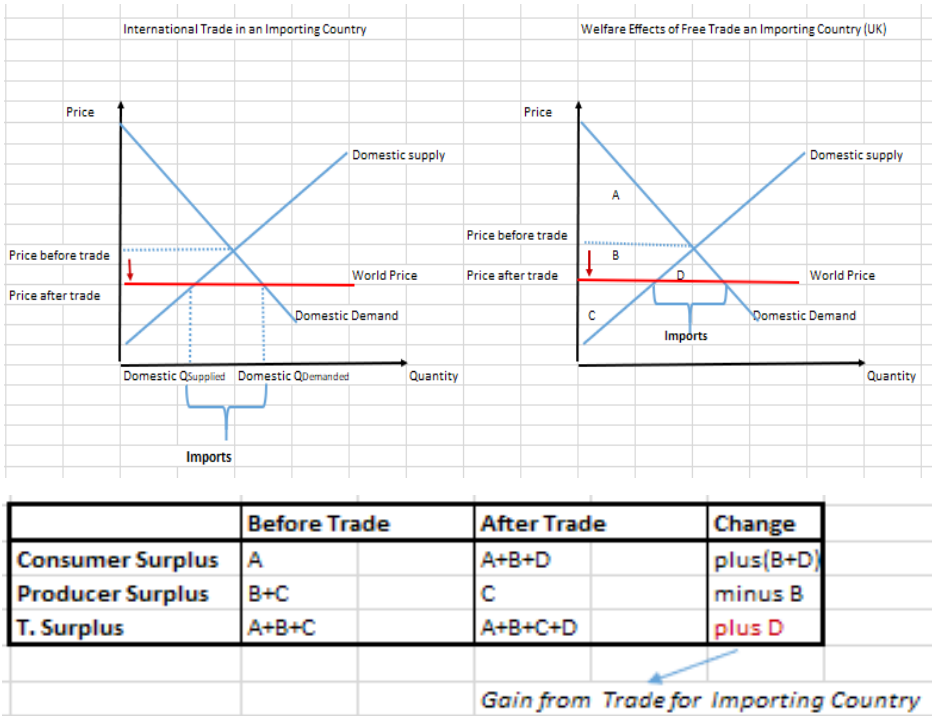 International Trade in an Importing Country
Price
Domestic supply
Price before trade
World Price
Price after trade
Domestic Demand
Domestic QSupplied Domestic QDemanded
Quantity
Imports
Welfare Effects of Free Trade an Importing Country (UK)
Price
Domestic supply
A
Price before trade
B
Price after trade
D
World Price
C
Domestic Demand
Imports
Quantity
Before Trade After Trade Change
Consumer Surplus A A+B+D plus(B+D)
Producer Surplus B+C C minus B
T. Surplus A+B+C A+B+C+D plus D
Gain from Trade for Importing Country